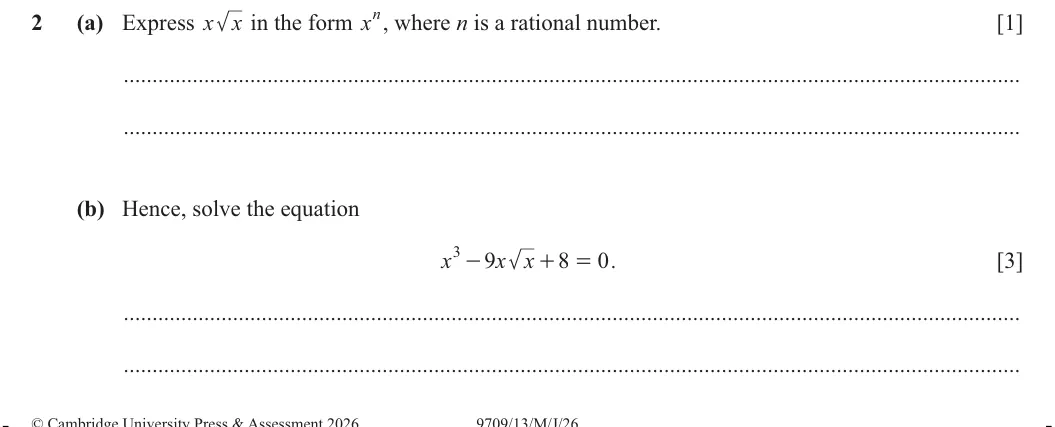 2 (a) Express x√x in the form xⁿ, where n is a rational number. [1]
................................................................................
................................................................................
(b) Hence, solve the equation
x³ − 9x√x + 8 = 0. [3]
................................................................................
................................................................................
© Cambridge University Press & Assessment 2026 9709/13/M/J/26